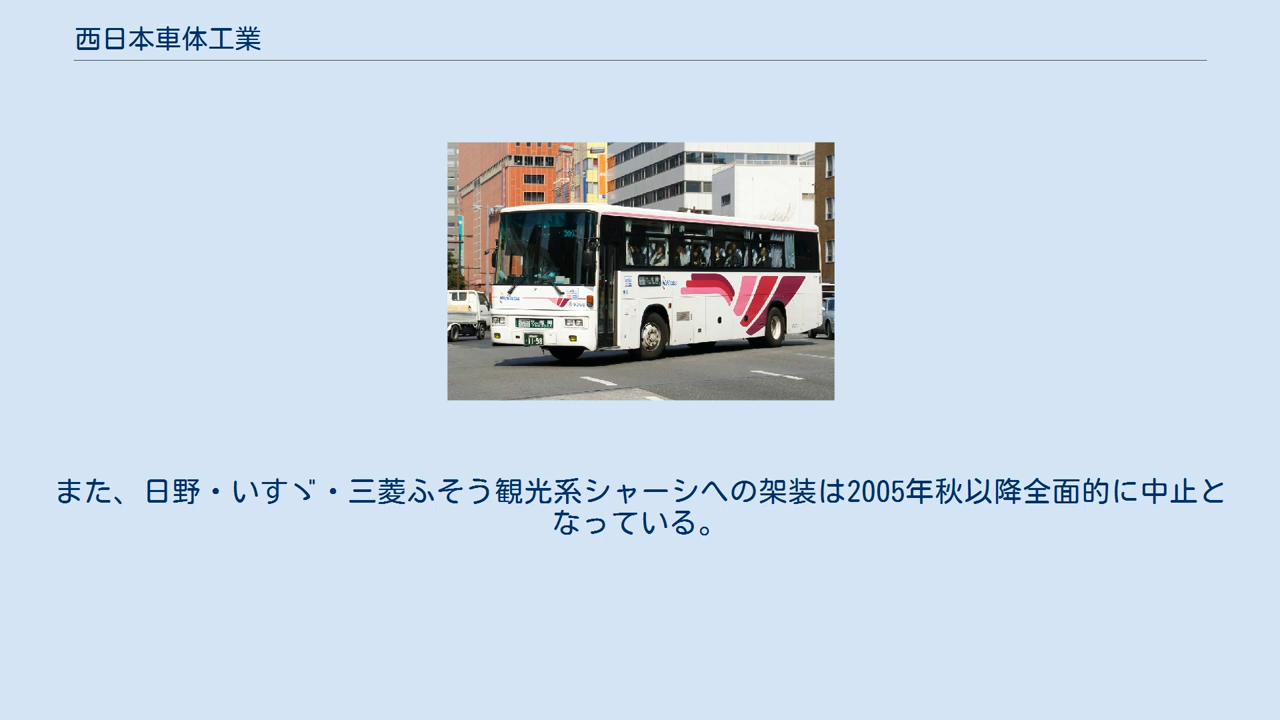 西日本車体工業
11-98
また、日野・いすゞ・三菱ふそう観光系シャーシへの架装は2005年秋以降全面的に中止と
なっている。